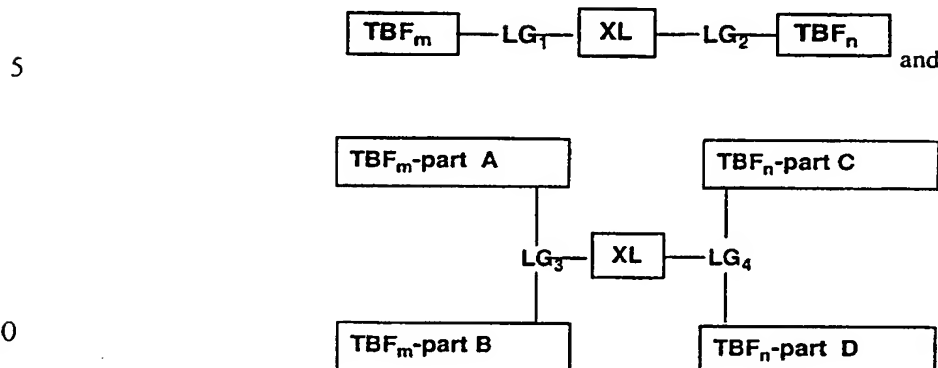 TBFm LG1 XL LG2 TBFn
5 and
TBFm-part A TBFn-part C
LG3 XL LG4
0
TBFm-part B TBFn-part D